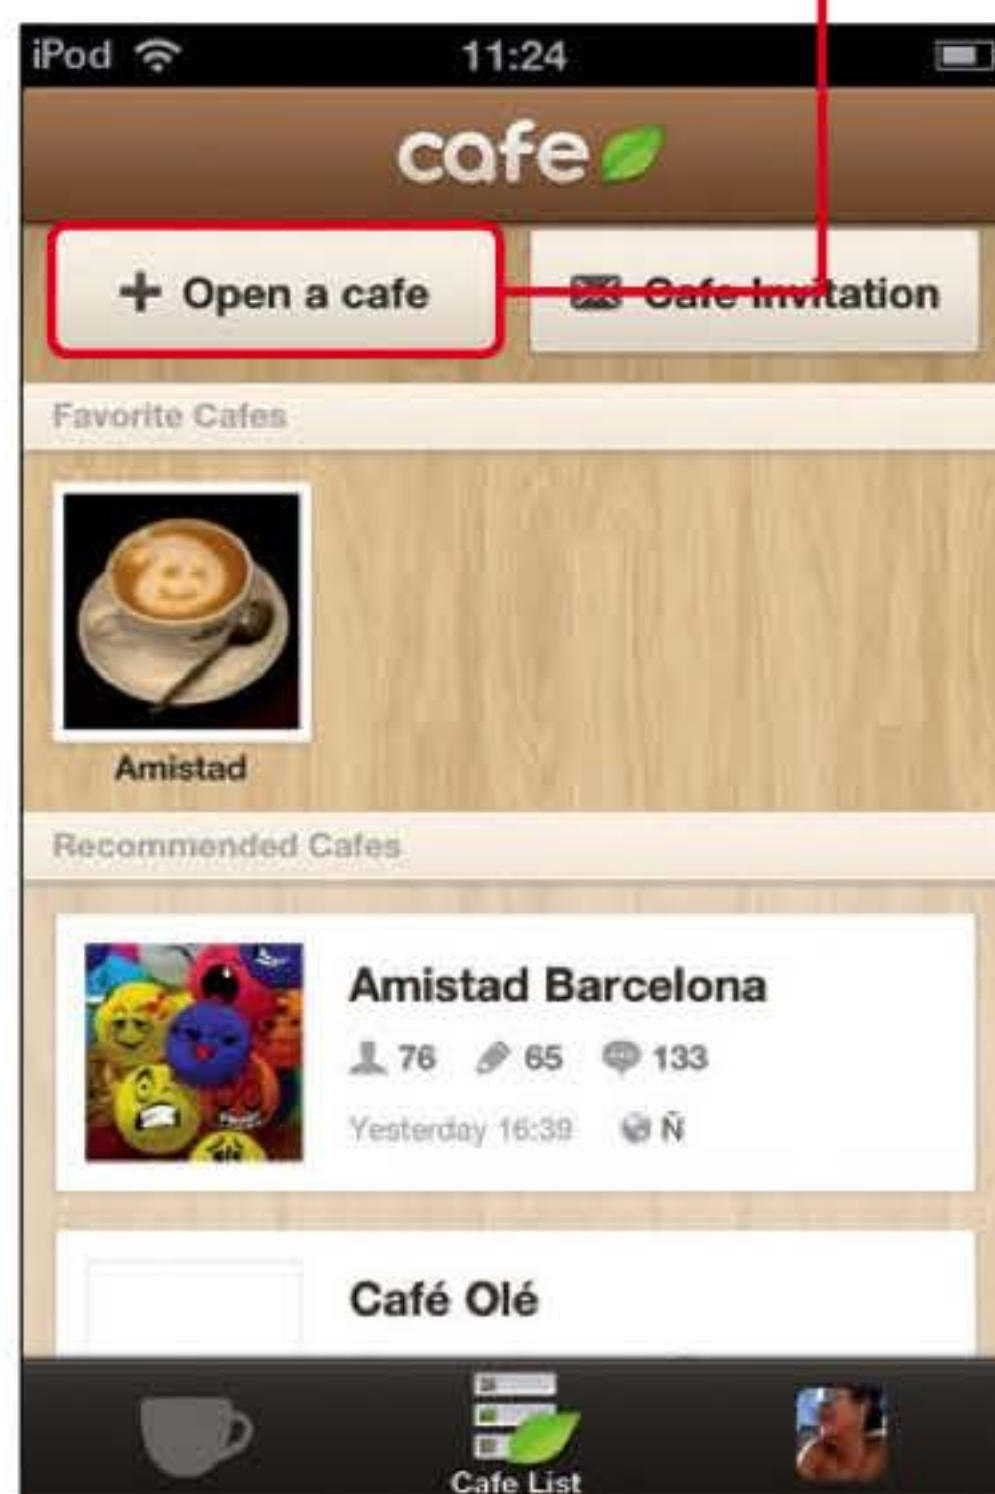 iPod 11:24
cafe
+ Open a cafe Cafe Invitation
Favorite Cafes
Amistad
Recommended Cafes
Amistad Barcelona
76 65 133
Yesterday 16:39 Ñ
Café Olé
Cafe List